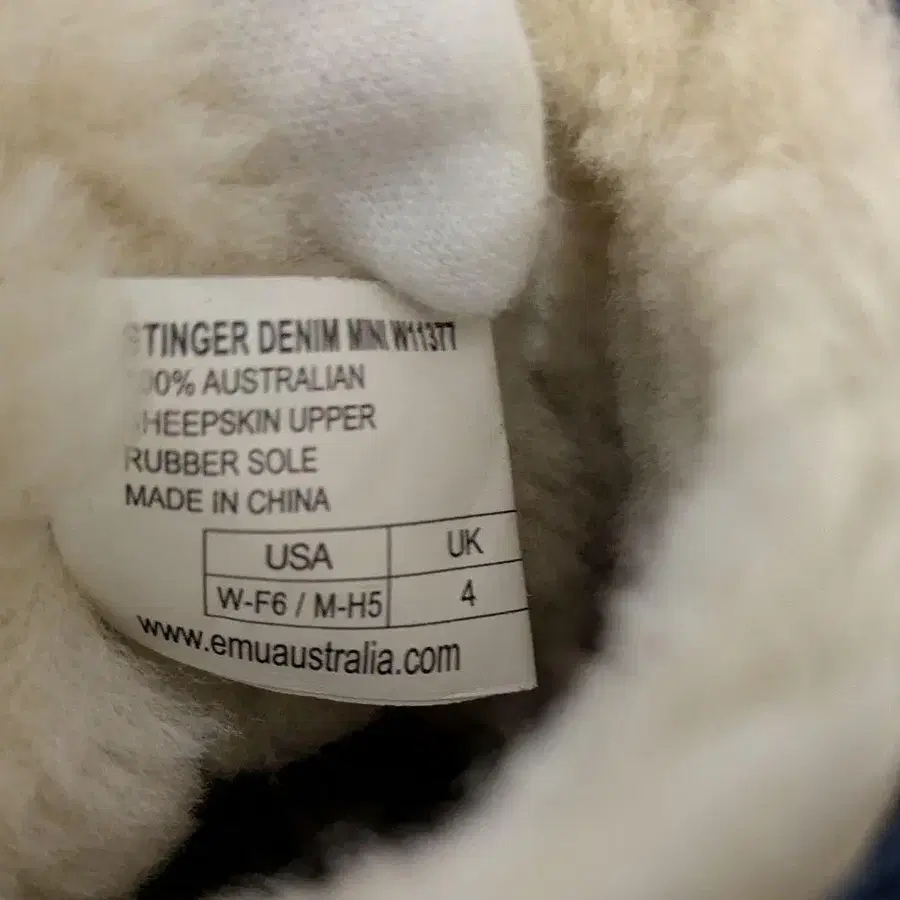 STINGER DENIM MINI W11377
100% AUSTRALIAN
SHEEPSKIN UPPER
RUBBER SOLE
MADE IN CHINA
USA UK
W-F6 / M-H5 4
www.emuaustralia.com